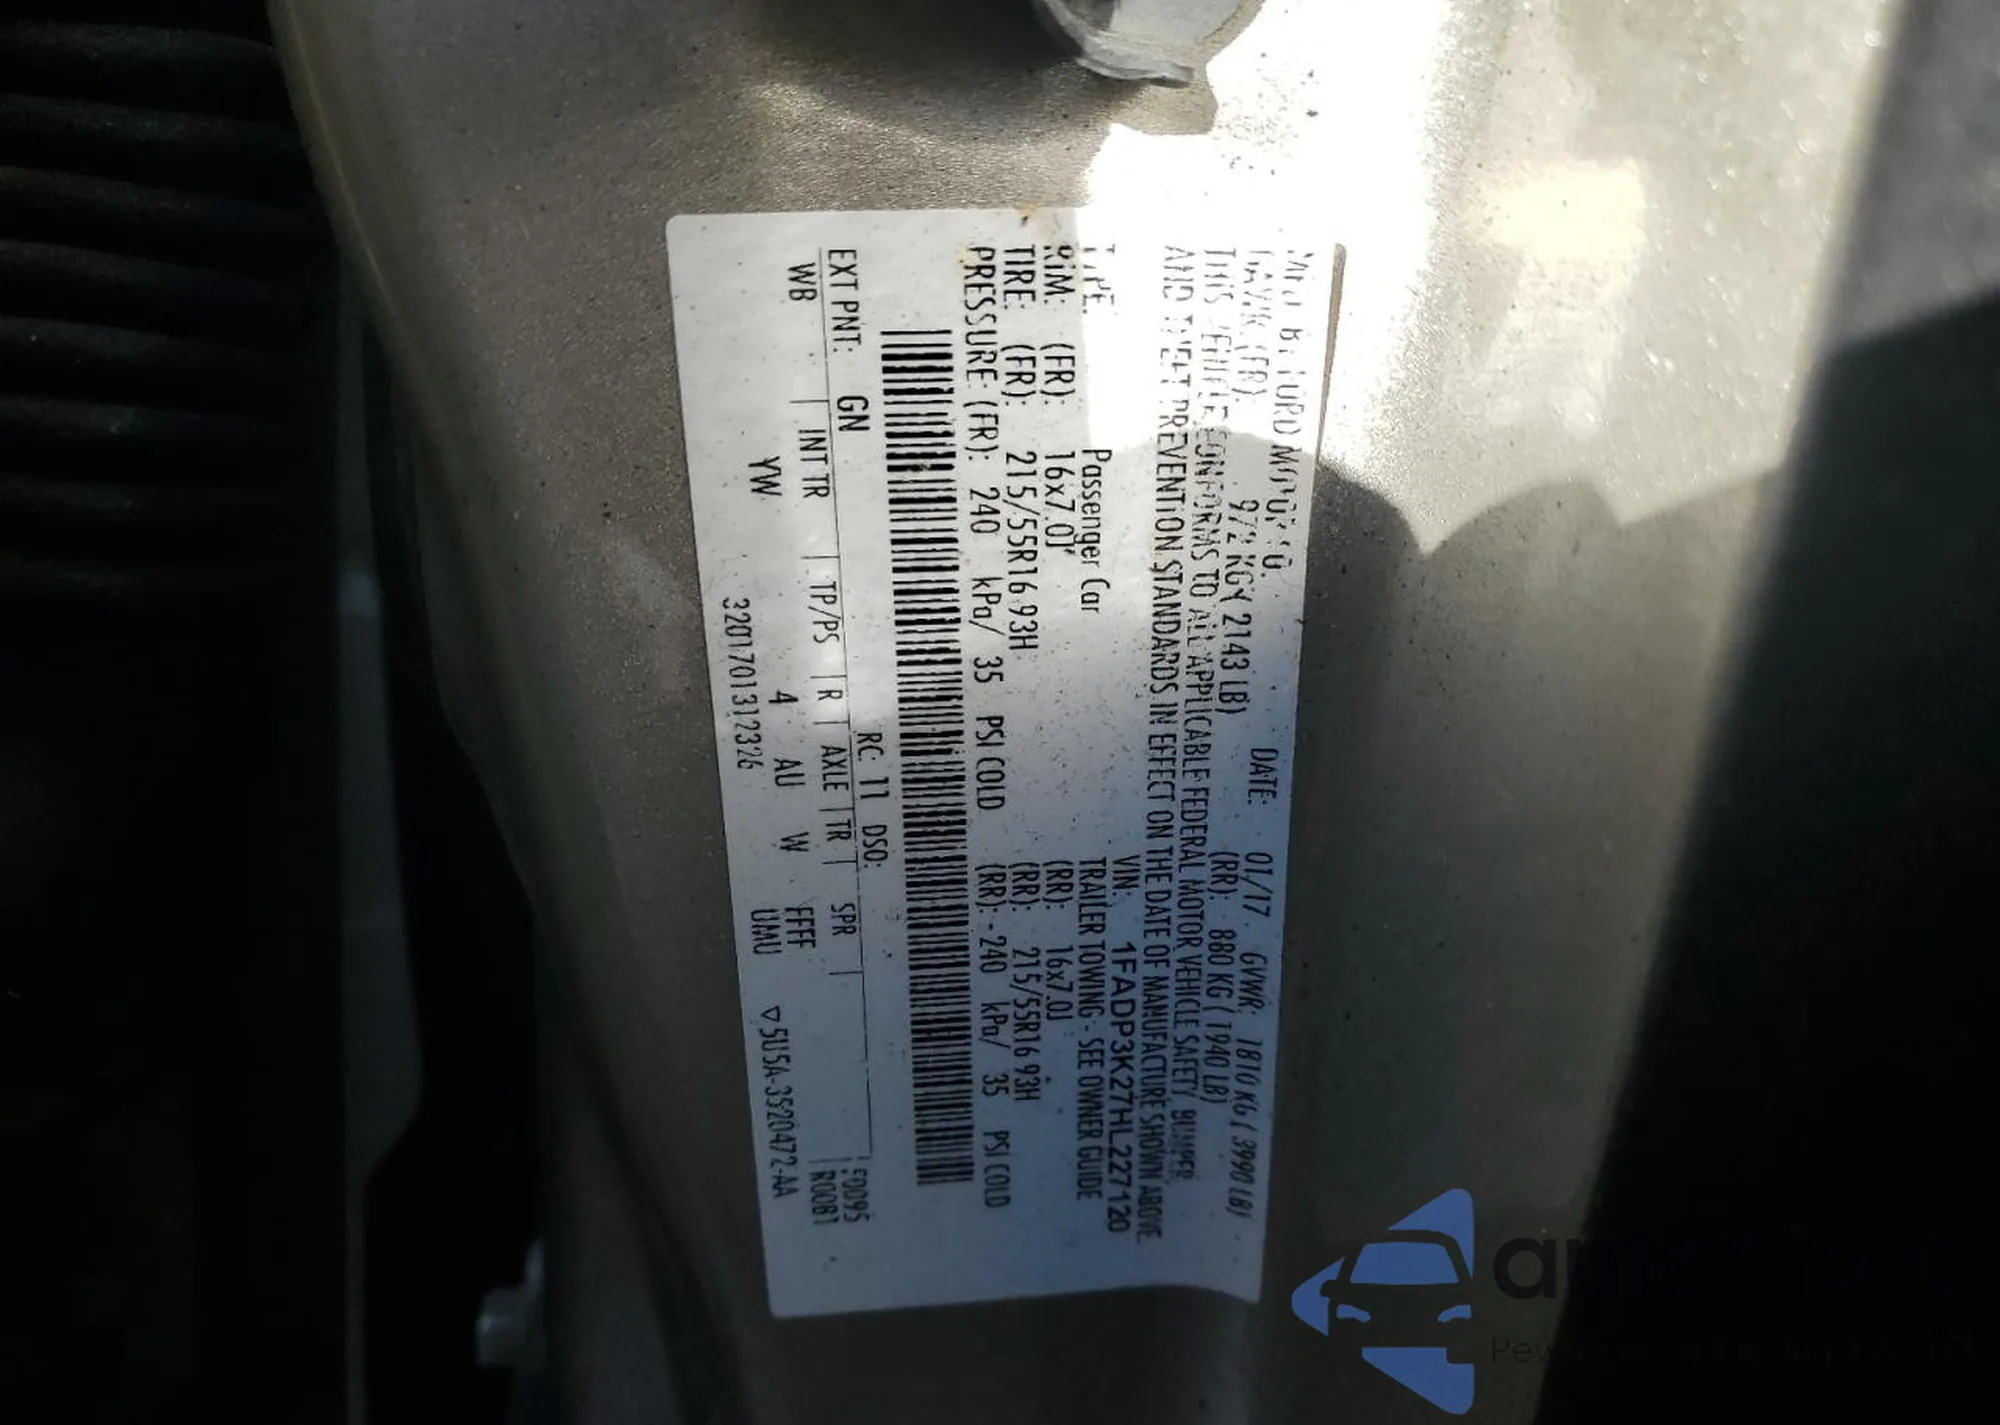 MFD BY FORD MOTOR CO.
DATE: 01/17 GVWR: 1810 KG ( 3990 LB)
GAWR (FR): 972 KG ( 2143 LB) (RR): 880 KG ( 1940 LB)
THIS VEHICLE CONFORMS TO ALL APPLICABLE FEDERAL MOTOR VEHICLE SAFETY, BUMPER,
AND THEFT PREVENTION STANDARDS IN EFFECT ON THE DATE OF MANUFACTURE SHOWN ABOVE.
VIN: 1FADP3K27HL227120
TYPE: Passenger Car TRAILER TOWING - SEE OWNER GUIDE
RIM: (FR): 16x7.0J (RR): 16x7.0J
TIRE: (FR): 215/55R16 93H (RR): 215/55R16 93H
PRESSURE: (FR): 240 kPa/ 35 PSI COLD (RR): 240 kPa/ 35 PSI COLD
RC: 11 DSO:
EXT PNT: GN F0095
WB INT TR TP/PS R AXLE TR SPR R0081
YW 4 AU W FFFF
UMU
3201701312326 ▽5U5A-3520472-AA